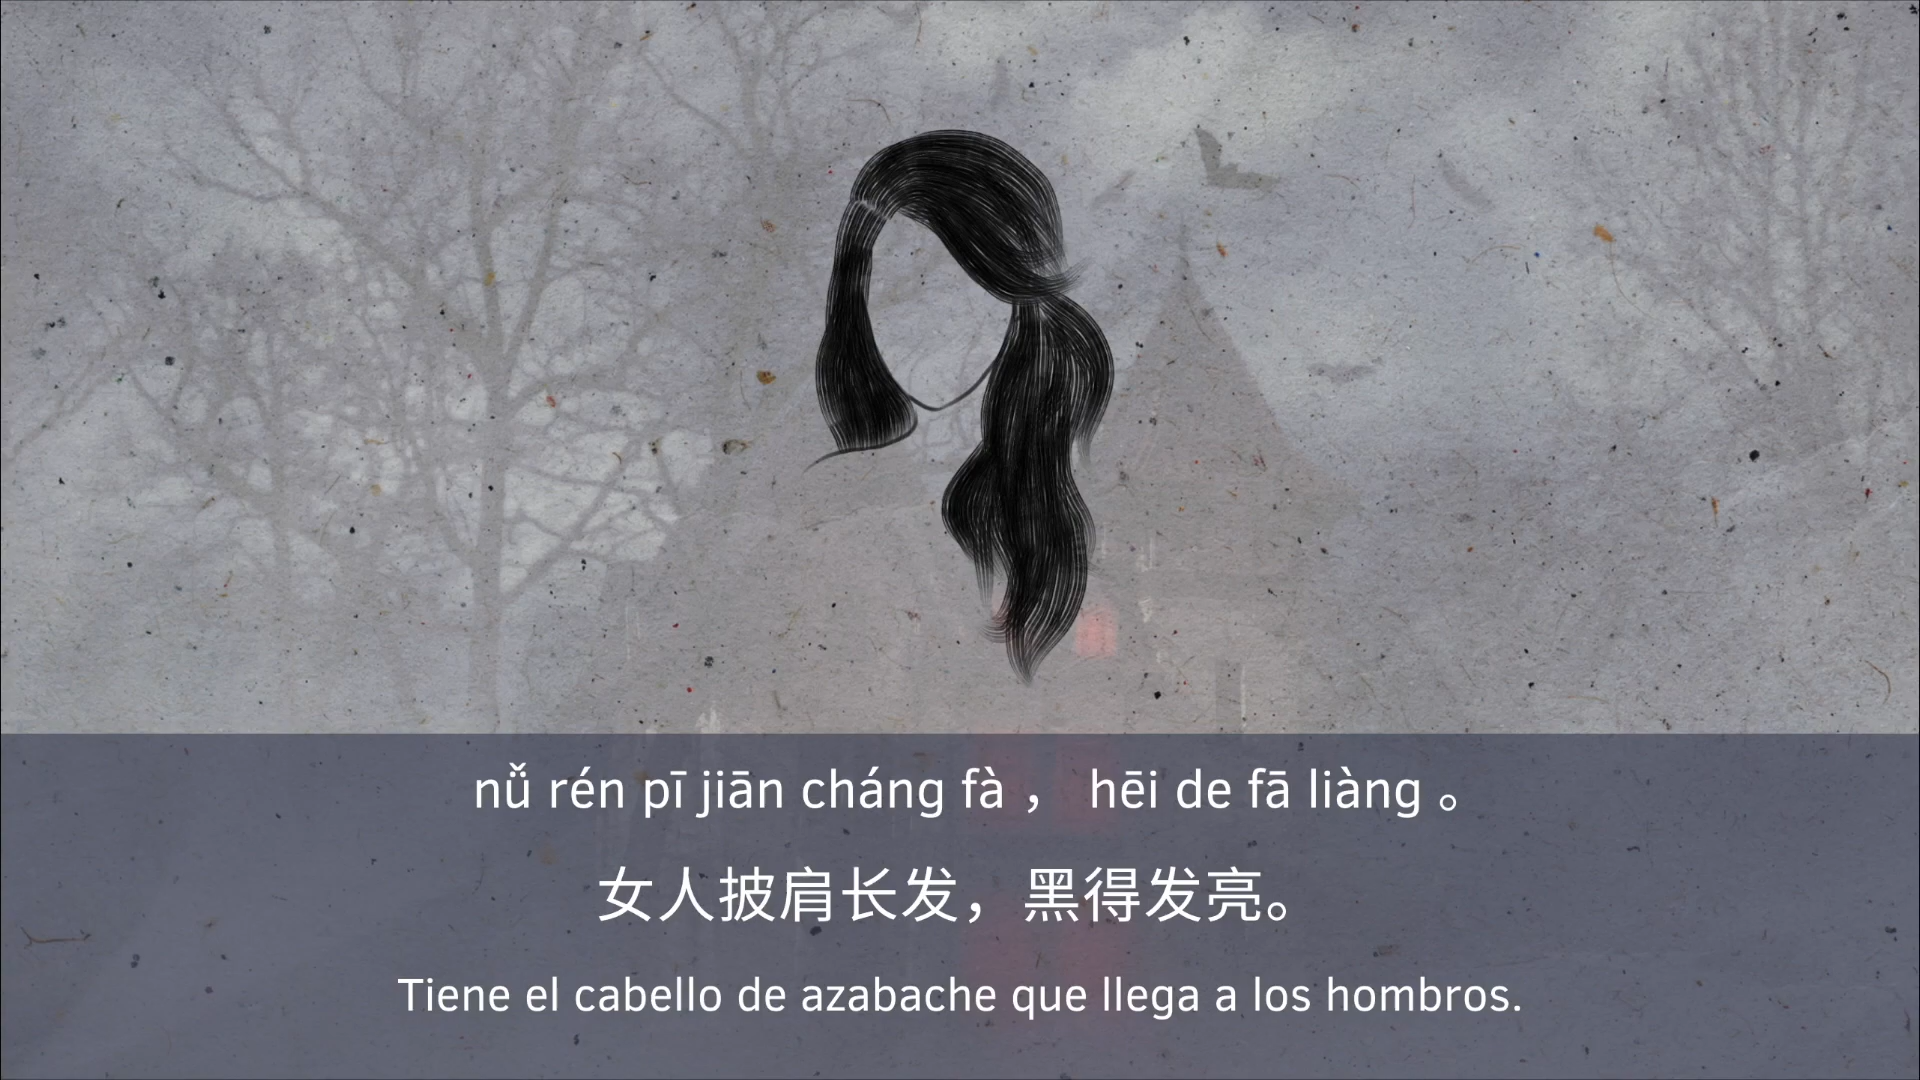 nǚ rén pī jiān cháng fà ， hēi de fā liàng 。
女人披肩长发，黑得发亮。
Tiene el cabello de azabache que llega a los hombros.